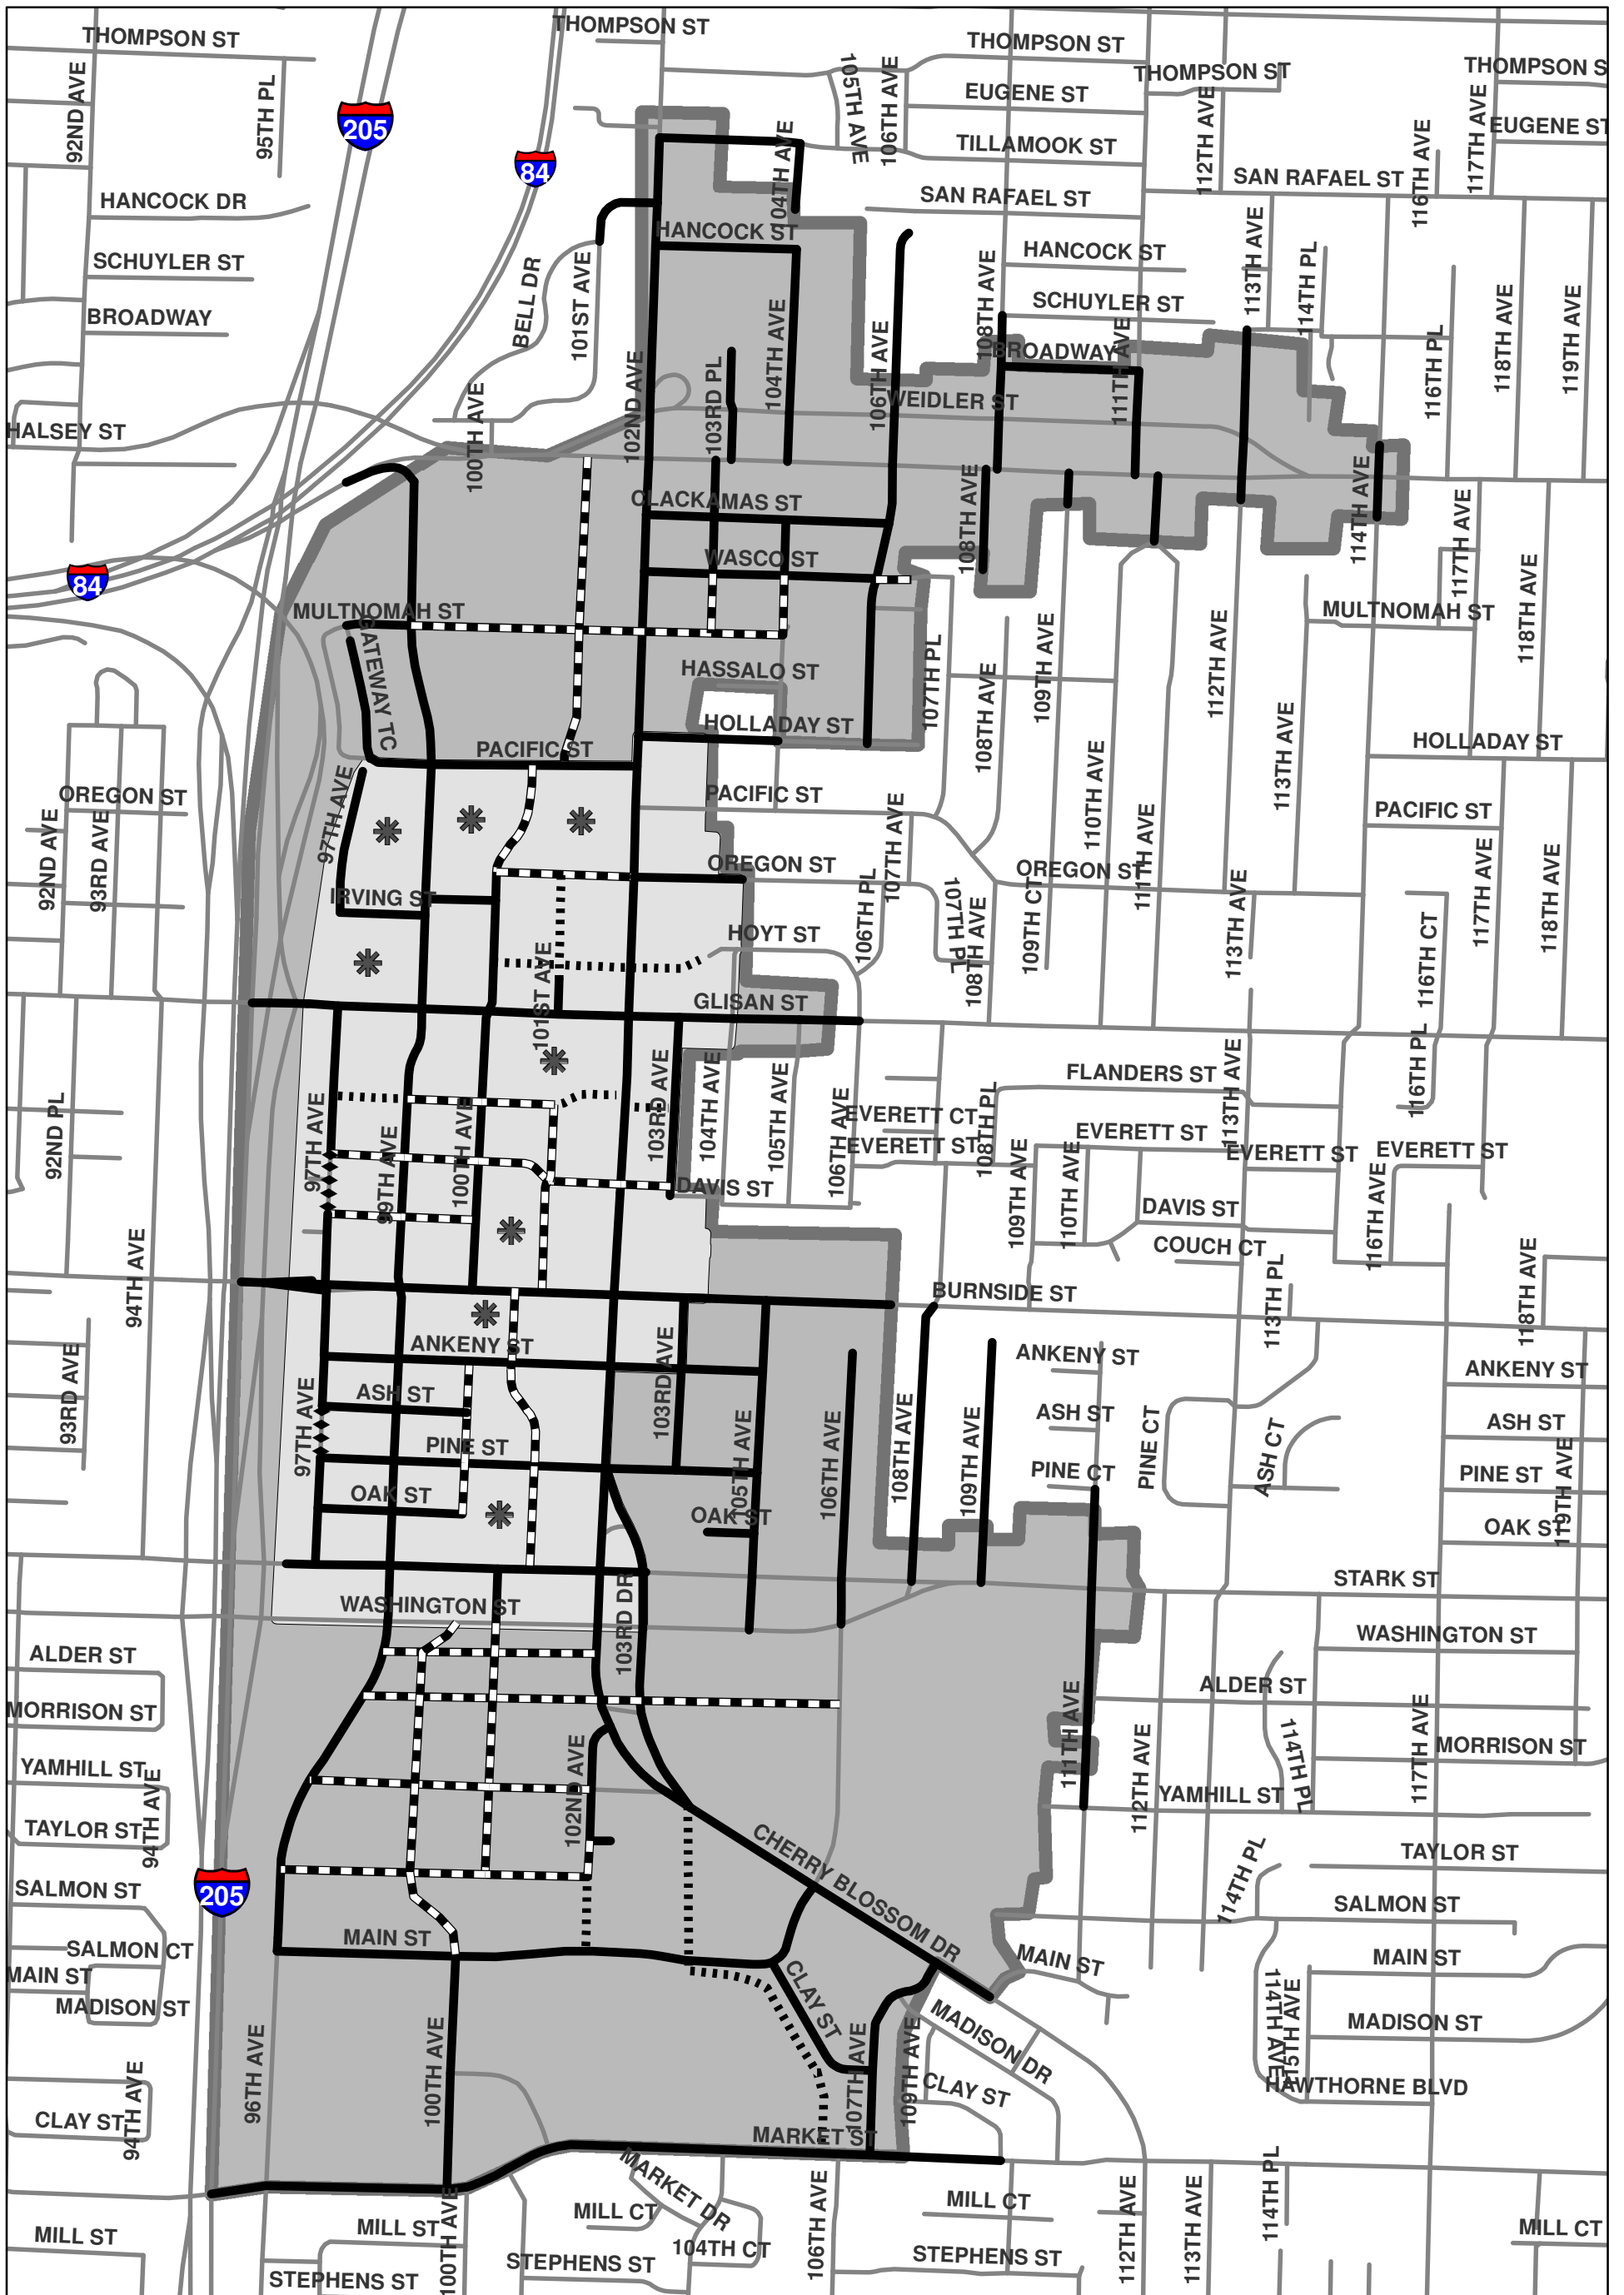 THOMPSON ST
THOMPSON ST
THOMPSON ST
THOMPSON ST
THOMPSON S
92ND AVE
95TH PL
205
84
105TH AVE
106TH AVE
EUGENE ST
112TH AVE
117TH AVE
EUGENE ST
TILLAMOOK ST
116TH AVE
104TH AVE
SAN RAFAEL ST
SAN RAFAEL ST
HANCOCK DR
HANCOCK ST
HANCOCK ST
113TH AVE
114TH PL
SCHUYLER ST
BELL DR
101ST AVE
108TH AVE
SCHUYLER ST
BROADWAY
BROADWAY
111TH AVE
104TH AVE
106TH AVE
118TH AVE
119TH AVE
116TH PL
102ND AVE
103RD PL
WEIDLER ST
HALSEY ST
100TH AVE
CLACKAMAS ST
108TH AVE
114TH AVE
117TH AVE
WASCO ST
84
118TH AVE
MULTNOMAH ST
MULTNOMAH ST
GATEWAY TC
HASSALO ST
107TH PL
108TH AVE
109TH AVE
112TH AVE
HOLLADAY ST
HOLLADAY ST
PACIFIC ST
113TH AVE
110TH AVE
OREGON ST
97TH AVE
PACIFIC ST
PACIFIC ST
92ND AVE
93RD AVE
107TH AVE
111TH AVE
OREGON ST
OREGON ST
117TH AVE
118TH AVE
IRVING ST
106TH PL
107TH PL
108TH AVE
109TH CT
113TH AVE
116TH CT
HOYT ST
101ST AVE
GLISAN ST
116TH PL
92ND PL
97TH AVE
99TH AVE
100TH AVE
103RD AVE
104TH AVE
105TH AVE
106TH AVE
FLANDERS ST
113TH AVE
EVERETT CT
EVERETT ST
108TH PL
EVERETT ST
EVERETT ST
EVERETT ST
DAVIS ST
109TH AVE
110TH AVE
DAVIS ST
116TH AVE
COUCH CT
94TH AVE
BURNSIDE ST
113TH PL
118TH AVE
93RD AVE
ANKENY ST
ANKENY ST
ANKENY ST
103RD AVE
97TH AVE
ASH ST
ASH ST
ASH ST
PINE ST
105TH AVE
106TH AVE
108TH AVE
109TH AVE
PINE CT
PINE CT
ASH CT
PINE ST
119TH AVE
OAK ST
OAK ST
OAK ST
STARK ST
WASHINGTON ST
103RD DR
WASHINGTON ST
ALDER ST
ALDER ST
MORRISON ST
111TH AVE
112TH AVE
114TH PL
117TH AVE
MORRISON ST
YAMHILL ST
102ND AVE
YAMHILL ST
94TH AVE
TAYLOR ST
TAYLOR ST
CHERRY BLOSSOM DR
205
SALMON ST
114TH PL
SALMON ST
MAIN ST
SALMON CT
MAIN ST
MAIN ST
MAIN ST
MADISON ST
CLAY ST
MADISON DR
114TH AVE
115TH AVE
MADISON ST
96TH AVE
100TH AVE
107TH AVE
109TH AVE
CLAY ST
HAWTHORNE BLVD
94TH AVE
CLAY ST
MARKET ST
MARKET DR
106TH AVE
112TH AVE
113TH AVE
114TH PL
MILL ST
MILL ST
100TH AVE
MILL CT
104TH CT
MILL CT
MILL CT
STEPHENS ST
STEPHENS ST
STEPHENS ST